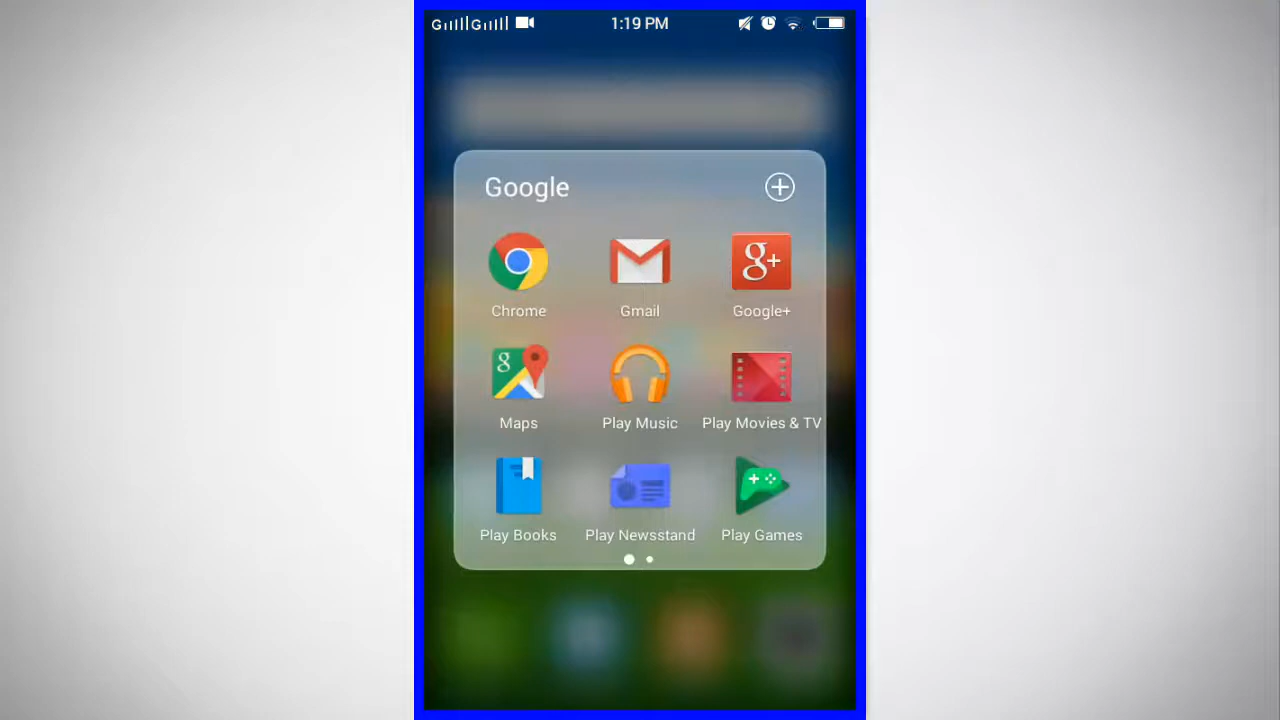 G G 1:19 PM
Google
Chrome Gmail Google+
Maps Play Music Play Movies & TV
Play Books Play Newsstand Play Games